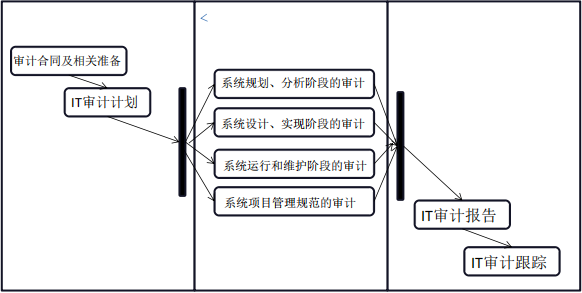 <
审计合同及相关准备
IT审计计划
系统规划、分析阶段的审计
系统设计、实现阶段的审计
系统运行和维护阶段的审计
系统项目管理规范的审计
IT审计报告
IT审计跟踪